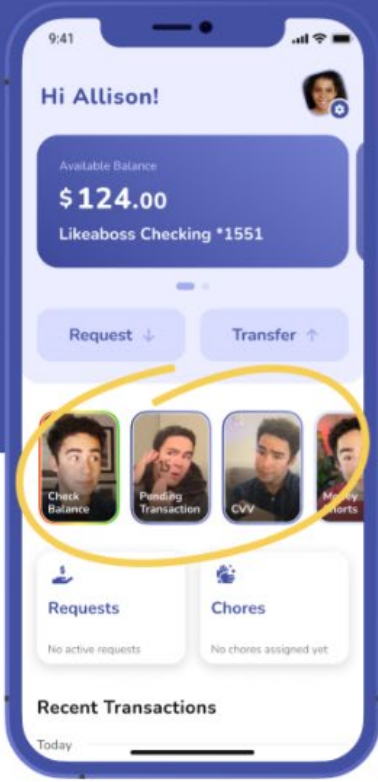 9:41
Hi Allison!
Available Balance
$124.00
Likeaboss Checking *1551
Request ↓
Transfer ↑
Check
Balance
Pending
Transaction
CVV
Money
Shorts
Requests
No active requests
Chores
No chores assigned yet
Recent Transactions
Today